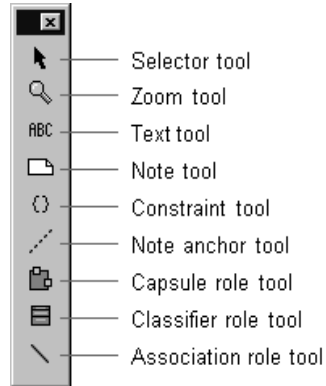 Selector tool
Zoom tool
ABC Text tool
Note tool
Constraint tool
Note anchor tool
Capsule role tool
Classifier role tool
Association role tool